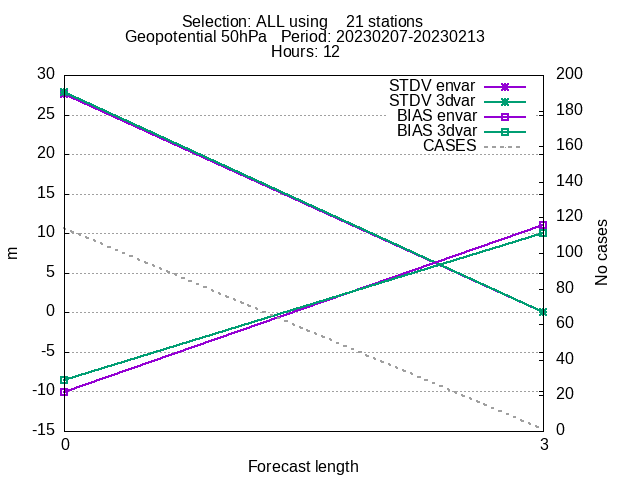 Selection: ALL using    21 stations
Geopotential 50hPa   Period: 20230207-20230213
Hours: 12
30
25
20
15
10
5
0
-5
-10
-15
m
STDV envar
STDV 3dvar
BIAS envar
BIAS 3dvar
CASES
200
180
160
140
120
100
80
60
40
20
0
No cases
0
3
Forecast length